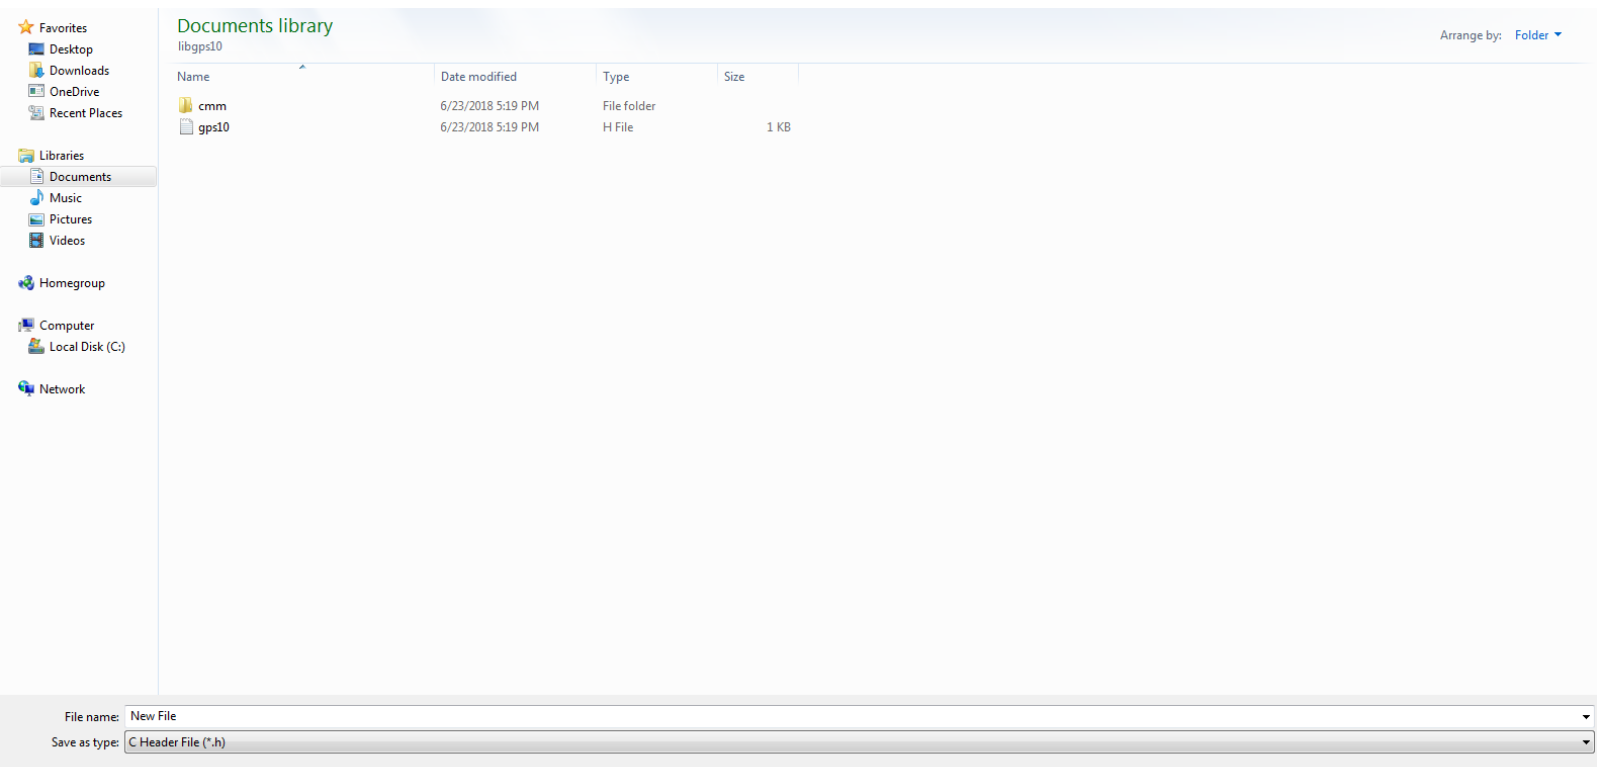 Favorites
Desktop
Downloads
OneDrive
Recent Places
Libraries
Documents
Music
Pictures
Videos
Homegroup
Computer
Local Disk (C:)
Network
Documents library
libgps10
Arrange by: Folder
Name Date modified Type Size
cmm 6/23/2018 5:19 PM File folder
gps10 6/23/2018 5:19 PM H File 1 KB
File name: New File
Save as type: C Header File (*.h)